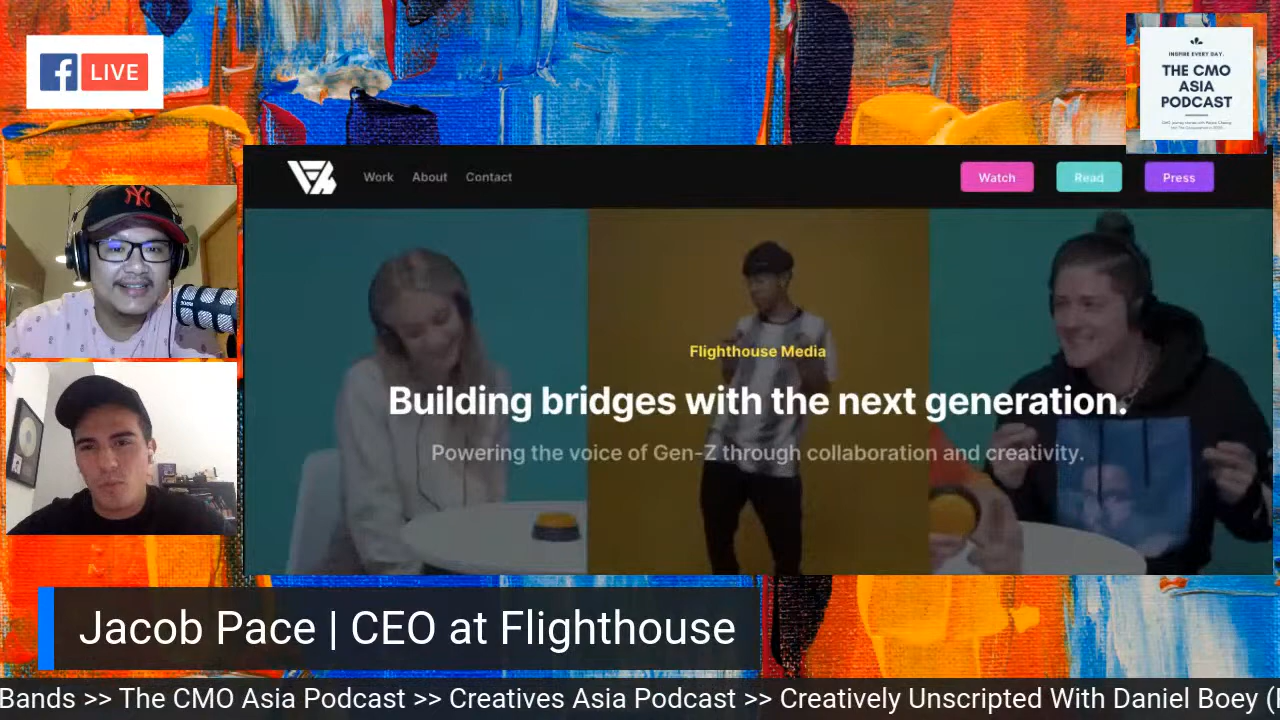 LIVE
INSPIRE EVERY DAY.
THE CMO
ASIA
PODCAST
Work About Contact
Watch Read Press
Flighthouse Media
Building bridges with the next generation.
Powering the voice of Gen-Z through collaboration and creativity.
Jacob Pace | CEO at Flighthouse
Bands >> The CMO Asia Podcast >> Creatives Asia Podcast >> Creatively Unscripted With Daniel Boey (